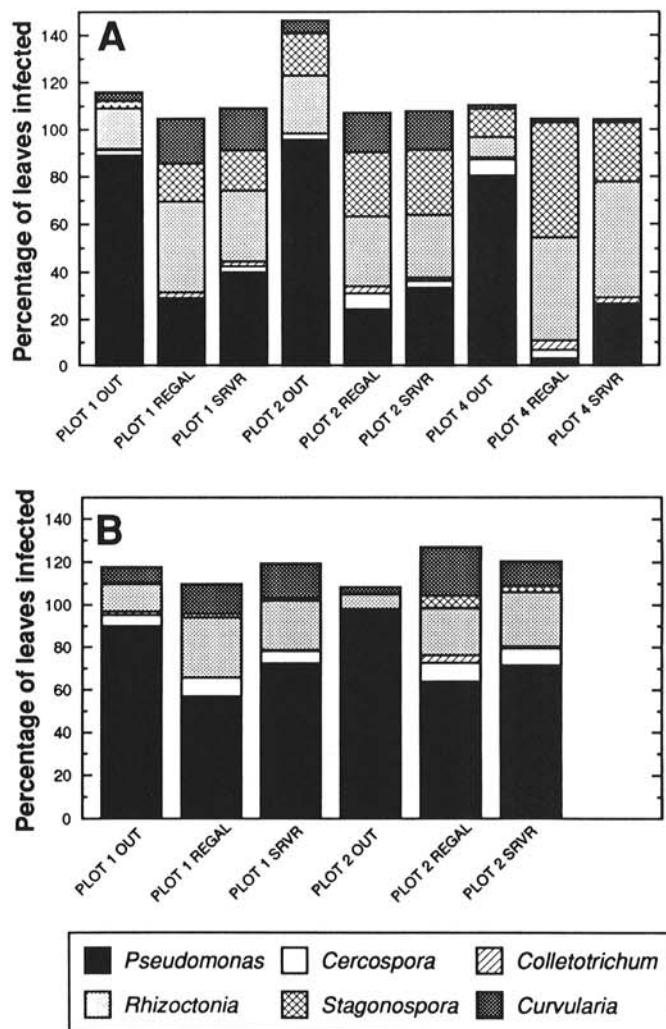 A
Percentage of leaves infected
140
120
100
80
60
40
20
0
PLOT 1 OUT
PLOT 1 REGAL
PLOT 1 SRVR
PLOT 2 OUT
PLOT 2 REGAL
PLOT 2 SRVR
PLOT 4 OUT
PLOT 4 REGAL
PLOT 4 SRVR
B
Percentage of leaves infected
140
120
100
80
60
40
20
0
PLOT 1 OUT
PLOT 1 REGAL
PLOT 1 SRVR
PLOT 2 OUT
PLOT 2 REGAL
PLOT 2 SRVR
Pseudomonas Cercospora Colletotrichum
Rhizoctonia Stagonospora Curvularia